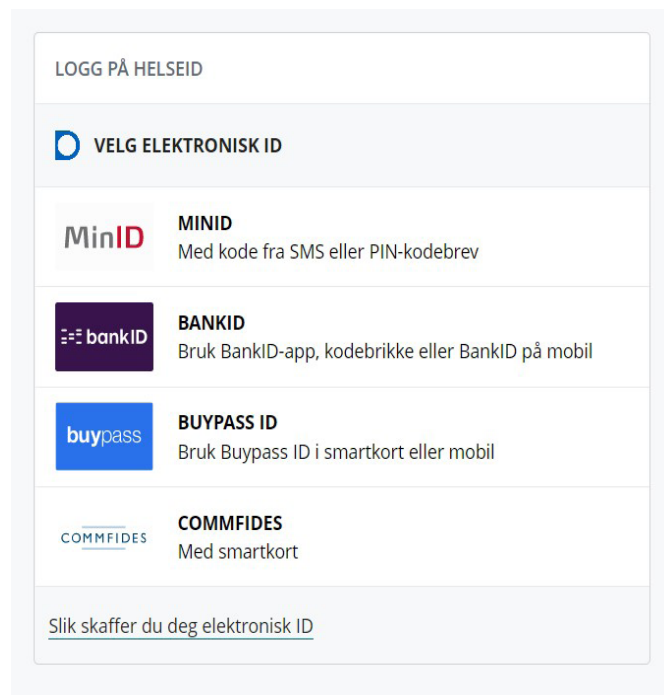 LOGG PÅ HELSEID
VELG ELEKTRONISK ID
MinID
MINID
Med kode fra SMS eller PIN-kodebrev
bankID
BANKID
Bruk BankID-app, kodebrikke eller BankID på mobil
buypass
BUYPASS ID
Bruk Buypass ID i smartkort eller mobil
COMMFIDES
COMMFIDES
Med smartkort
Slik skaffer du deg elektronisk ID